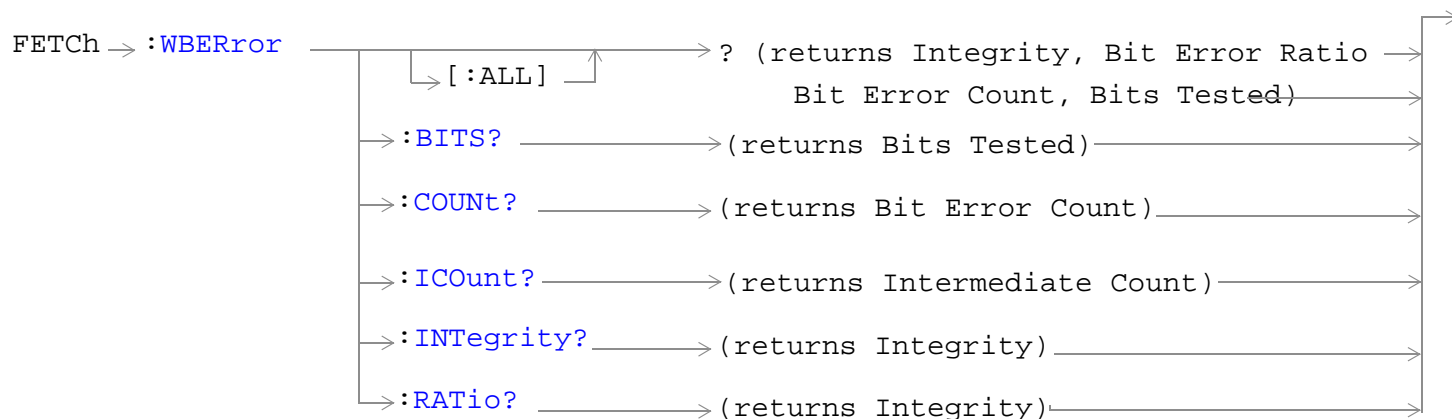 FETCh :WBERror ? (returns Integrity, Bit Error Ratio
[:ALL]
Bit Error Count, Bits Tested)
:BITS? (returns Bits Tested)
:COUNt? (returns Bit Error Count)
:ICOunt? (returns Intermediate Count)
:INTegrity? (returns Integrity)
:RATio? (returns Integrity)